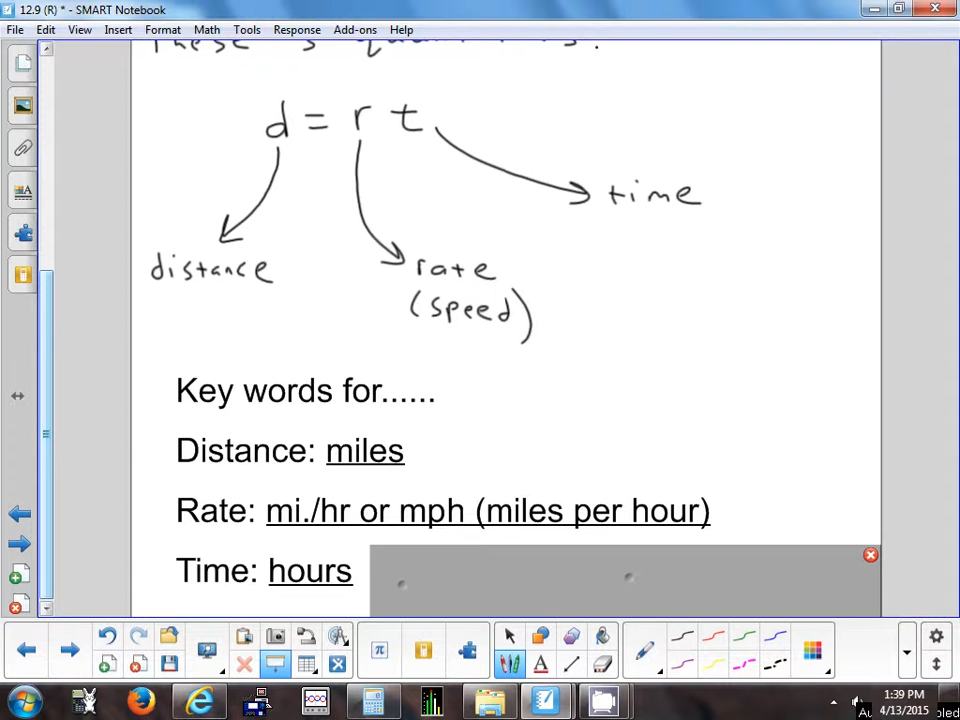 12.9 (R) * - SMART Notebook
File Edit View Insert Format Math Tools Response Add-ons Help
These 3
d = r t
time
distance
rate
(speed)
Key words for......
Distance: miles
Rate: mi./hr or mph (miles per hour)
Time: hours
1:39 PM
4/13/2015